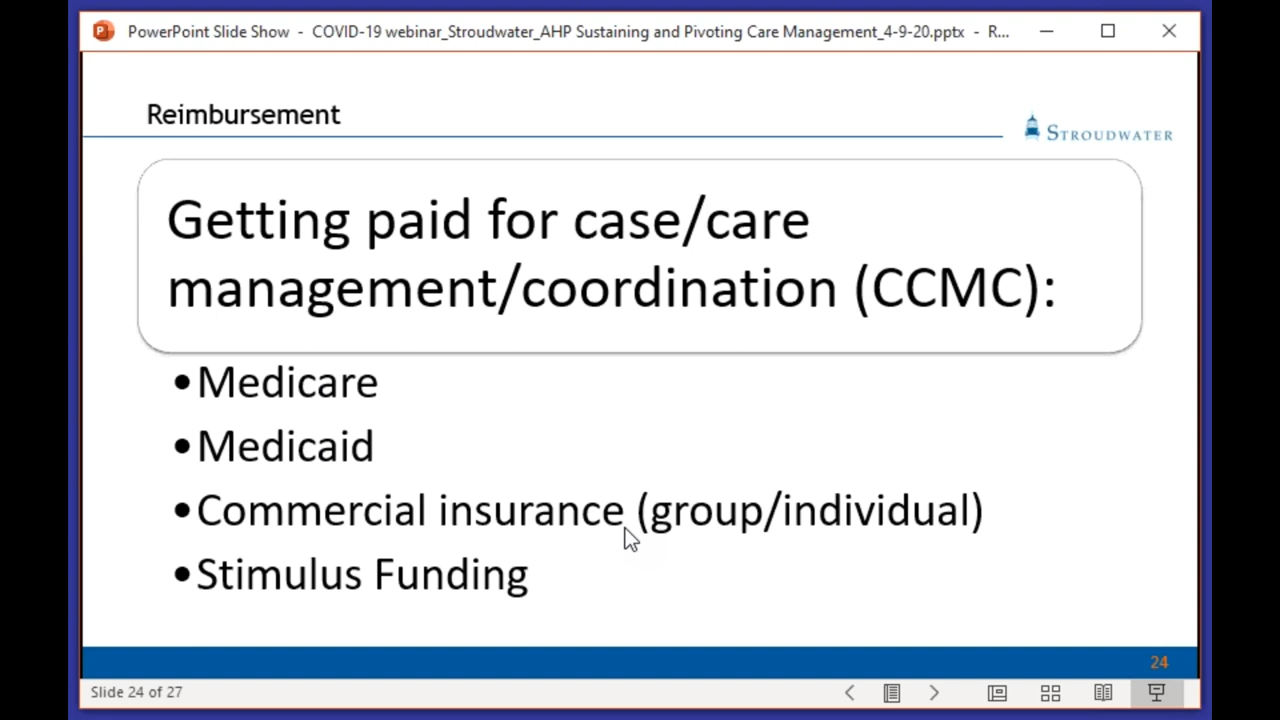 PowerPoint Slide Show - COVID-19 webinar_Stroudwater_AHP Sustaining and Pivoting Care Management_4-9-20.pptx - R...
Reimbursement
STROUDWATER
Getting paid for case/care
management/coordination (CCMC):
•Medicare
•Medicaid
•Commercial insurance (group/individual)
•Stimulus Funding
24
Slide 24 of 27